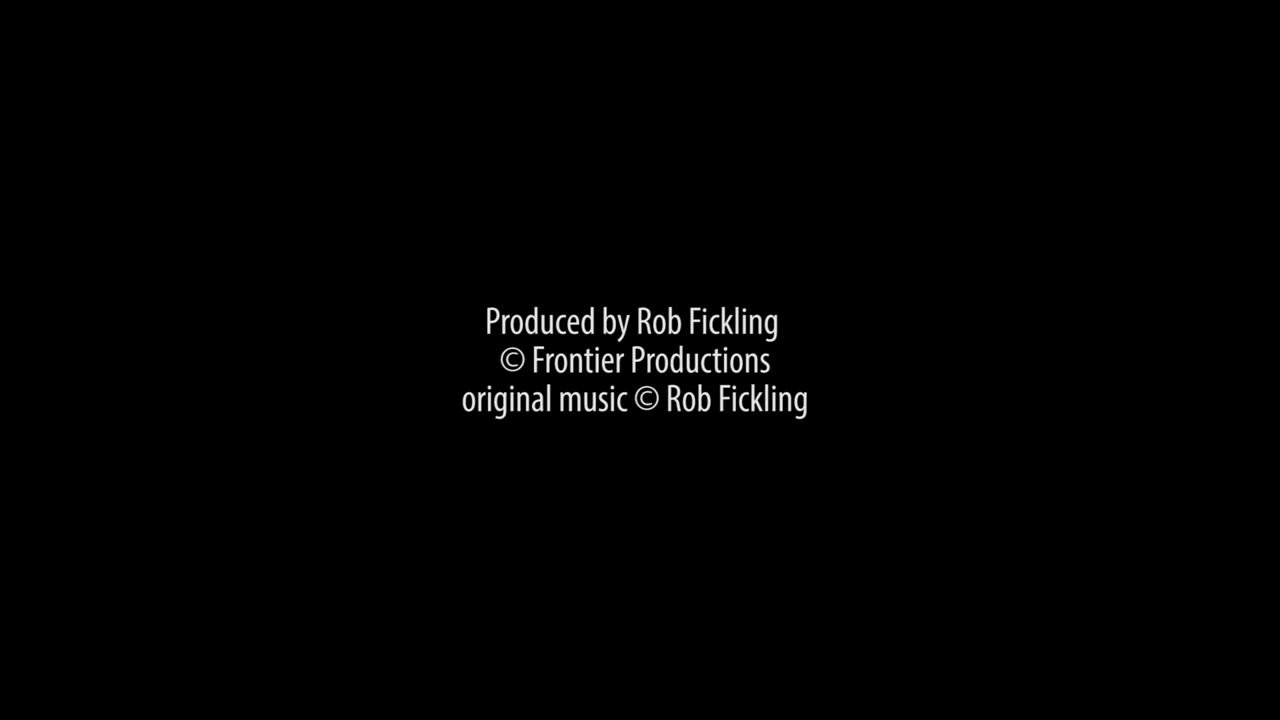 Produced by Rob Fickling
© Frontier Productions
original music © Rob Fickling